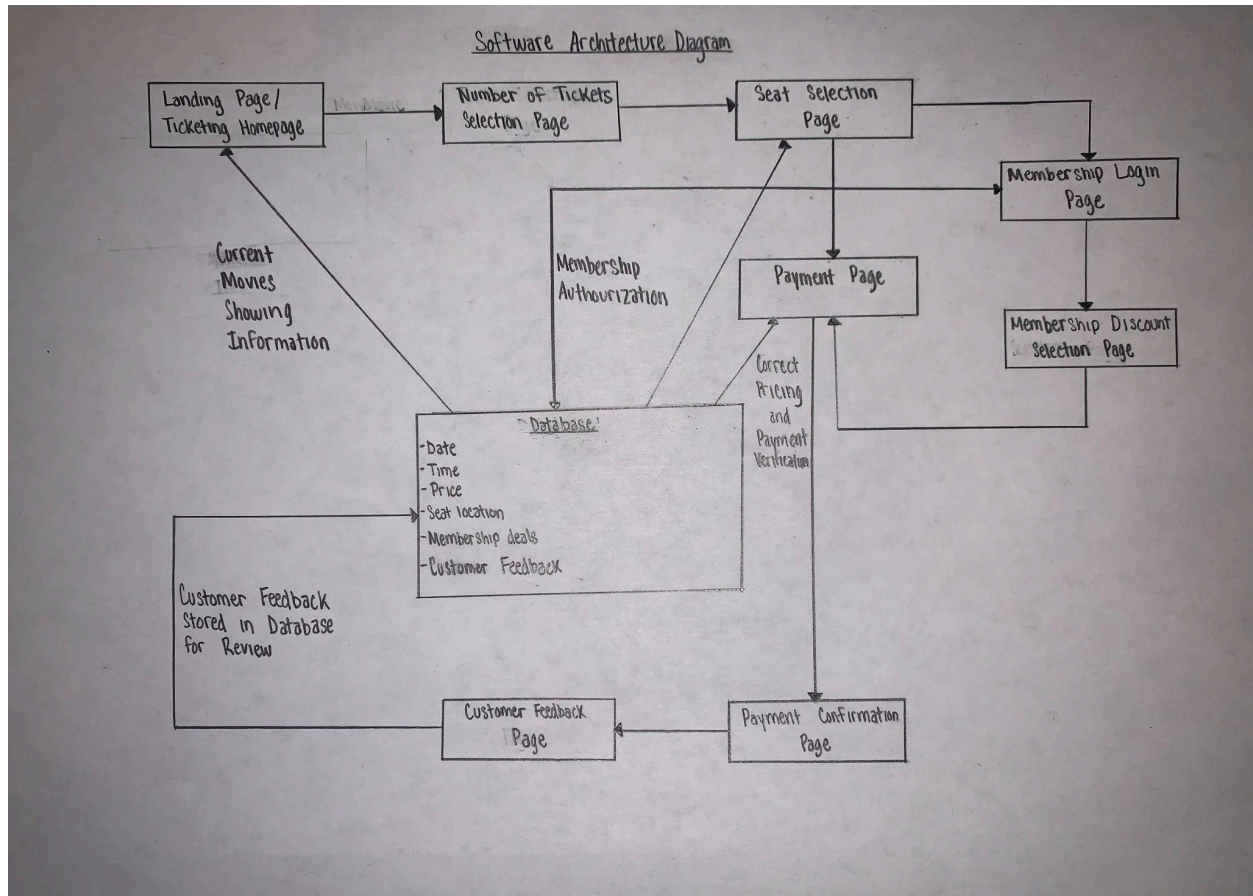 Software Architecture Diagram
Landing Page/
Ticketing Homepage
Number of Tickets
Selection Page
Seat Selection
Page
Membership Login
Page
Current
Movies
Showing
Information
Membership
Authourization
Payment Page
Membership Discount
Selection Page
Correct
Pricing
and
Payment
Verification
Database
-Date
-Time
-Price
-Seat location
-Membership deals
-Customer Feedback
Customer Feedback
Stored in Database
for Review
Customer Feedback
Page
Payment Confirmation
Page